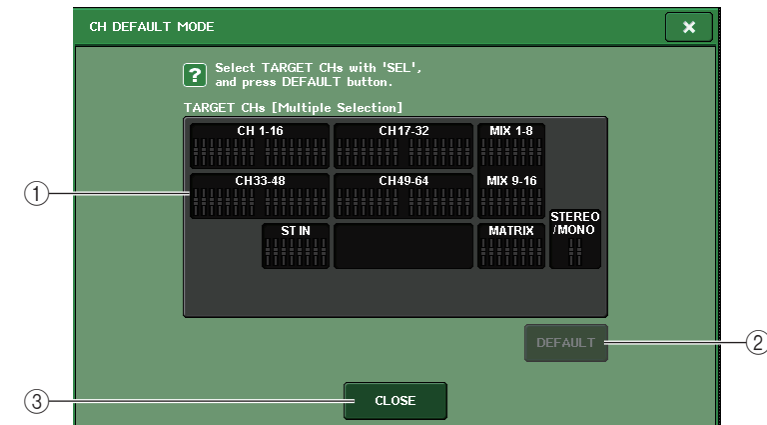 CH DEFAULT MODE
×
? Select TARGET CHs with 'SEL',
and press DEFAULT button.
TARGET CHs [Multiple Selection]
CH 1-16 CH17-32 MIX 1-8
CH33-48 CH49-64 MIX 9-16
STEREO
/MONO
ST IN MATRIX
DEFAULT
CLOSE
①
②
③